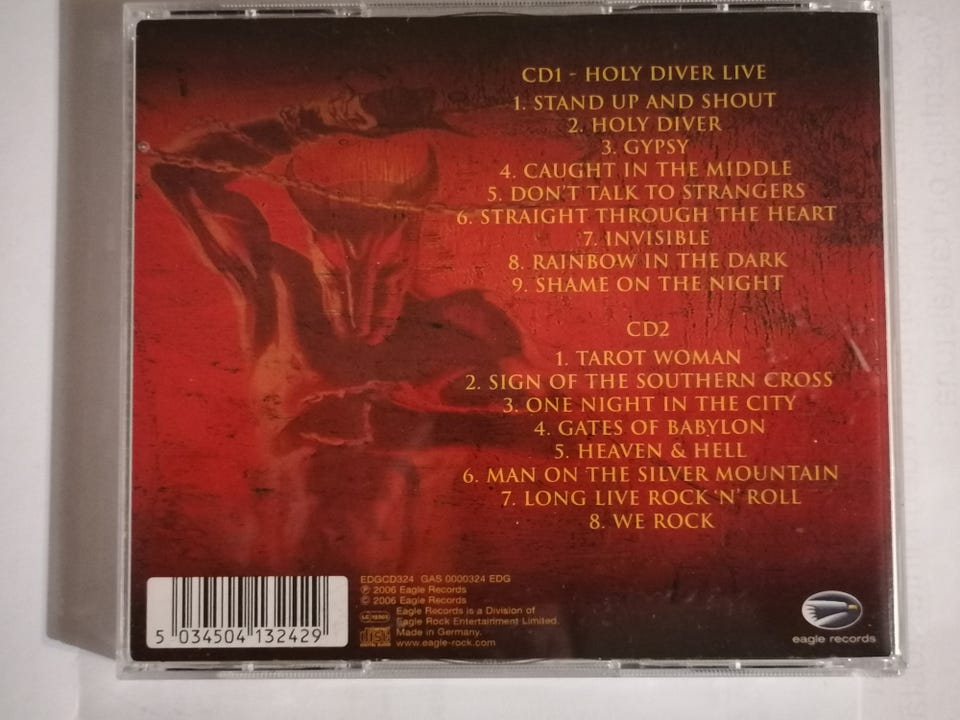 CD1 - HOLY DIVER LIVE
1. STAND UP AND SHOUT
2. HOLY DIVER
3. GYPSY
4. CAUGHT IN THE MIDDLE
5. DON'T TALK TO STRANGERS
6. STRAIGHT THROUGH THE HEART
7. INVISIBLE
8. RAINBOW IN THE DARK
9. SHAME ON THE NIGHT
CD2
1. TAROT WOMAN
2. SIGN OF THE SOUTHERN CROSS
3. ONE NIGHT IN THE CITY
4. GATES OF BABYLON
5. HEAVEN & HELL
6. MAN ON THE SILVER MOUNTAIN
7. LONG LIVE ROCK 'N' ROLL
8. WE ROCK
EDGCD324 GAS 0000324 EDG
℗ 2006 Eagle Records
© 2006 Eagle Records
Eagle Records is a Division of
Eagle Rock Entertainment Limited.
Made in Germany.
www.eagle-rock.com
5 034504 132429
eagle records